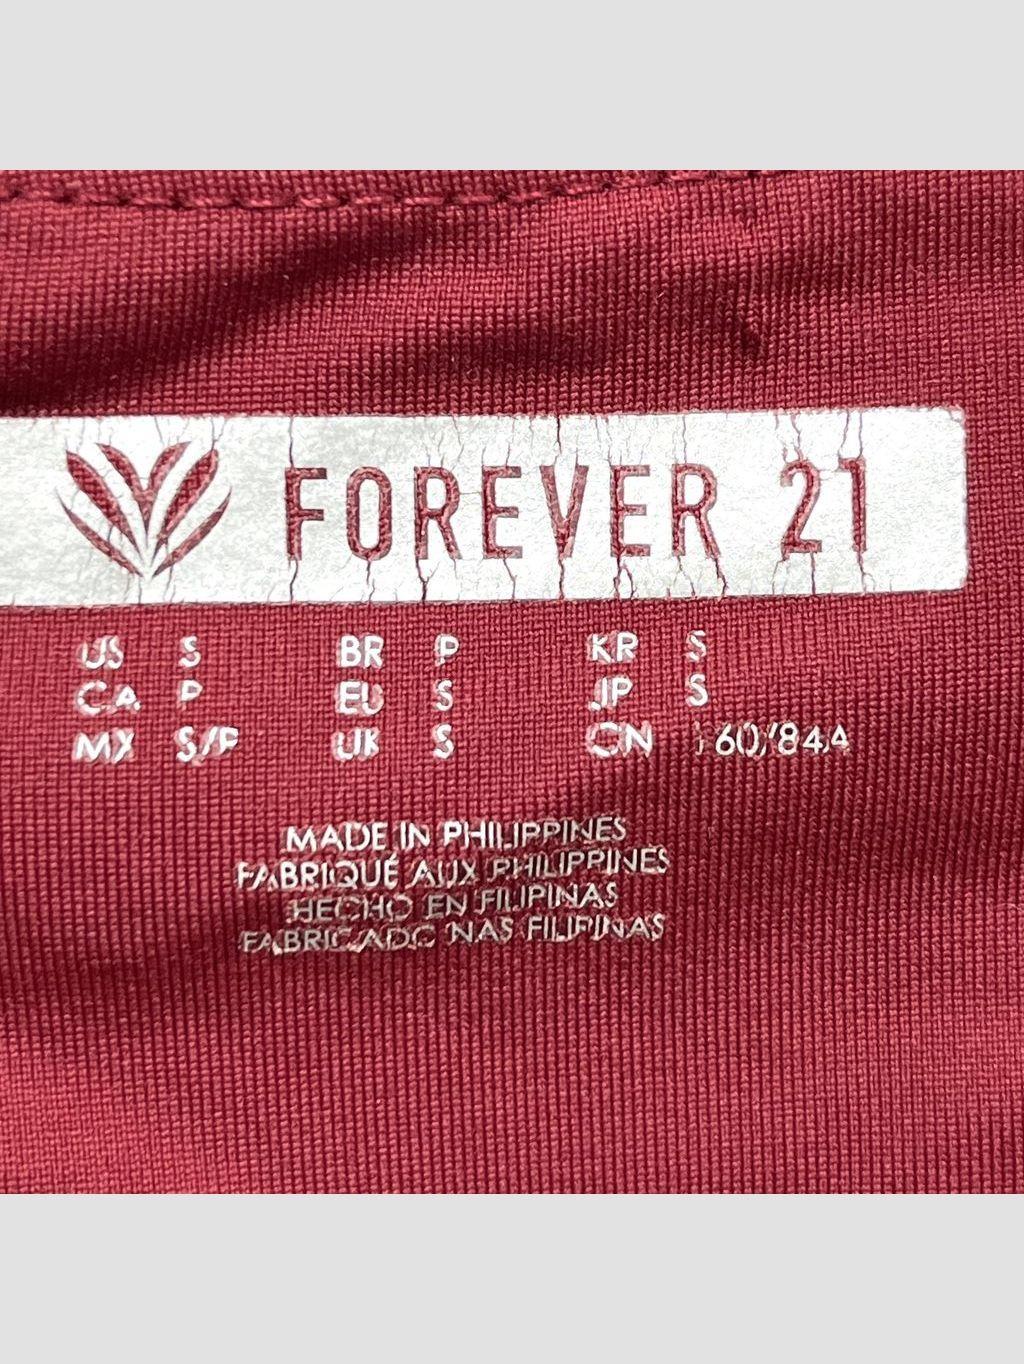 FOREVER 21
US S BR P KR S
CA P EU S JP S
MX S/P UK S CN 160/84A
MADE IN PHILIPPINES
FABRIQUÉ AUX PHILIPPINES
HECHO EN FILIPINAS
FABRICADO NAS FILIPINAS